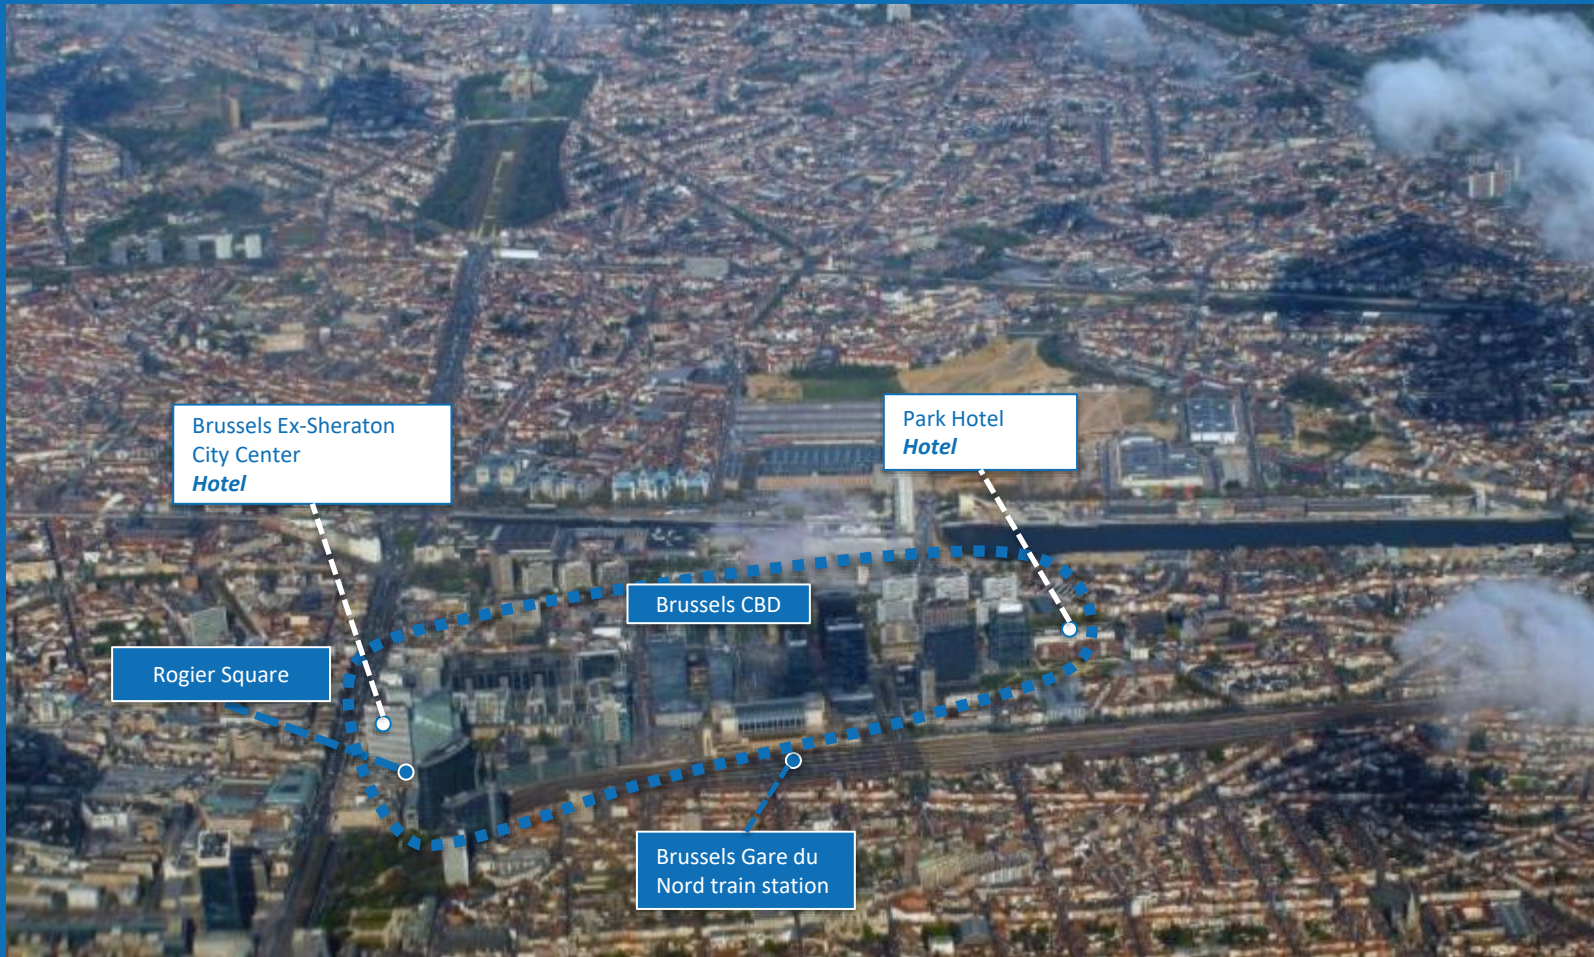 Brussels Ex-Sheraton
City Center
Hotel
Park Hotel
Hotel
Brussels CBD
Rogier Square
Brussels Gare du
Nord train station